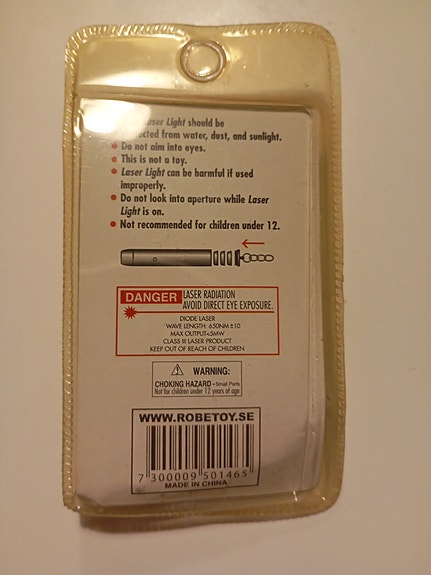 Laser Light should be
protected from water, dust, and sunlight.
Do not aim into eyes.
This is not a toy.
Laser Light can be harmful if used
improperly.
Do not look into aperture while Laser
Light is on.
Not recommended for children under 12.
DANGER LASER RADIATION
AVOID DIRECT EYE EXPOSURE.
DIODE LASER
WAVE LENGTH: 650NM ±10
MAX OUTPUT<5MW
CLASS III LASER PRODUCT
KEEP OUT OF REACH OF CHILDREN
WARNING:
CHOKING HAZARD - Small Parts
Not for children under 12 years of age
WWW.ROBETOY.SE
7 300009 501465
MADE IN CHINA